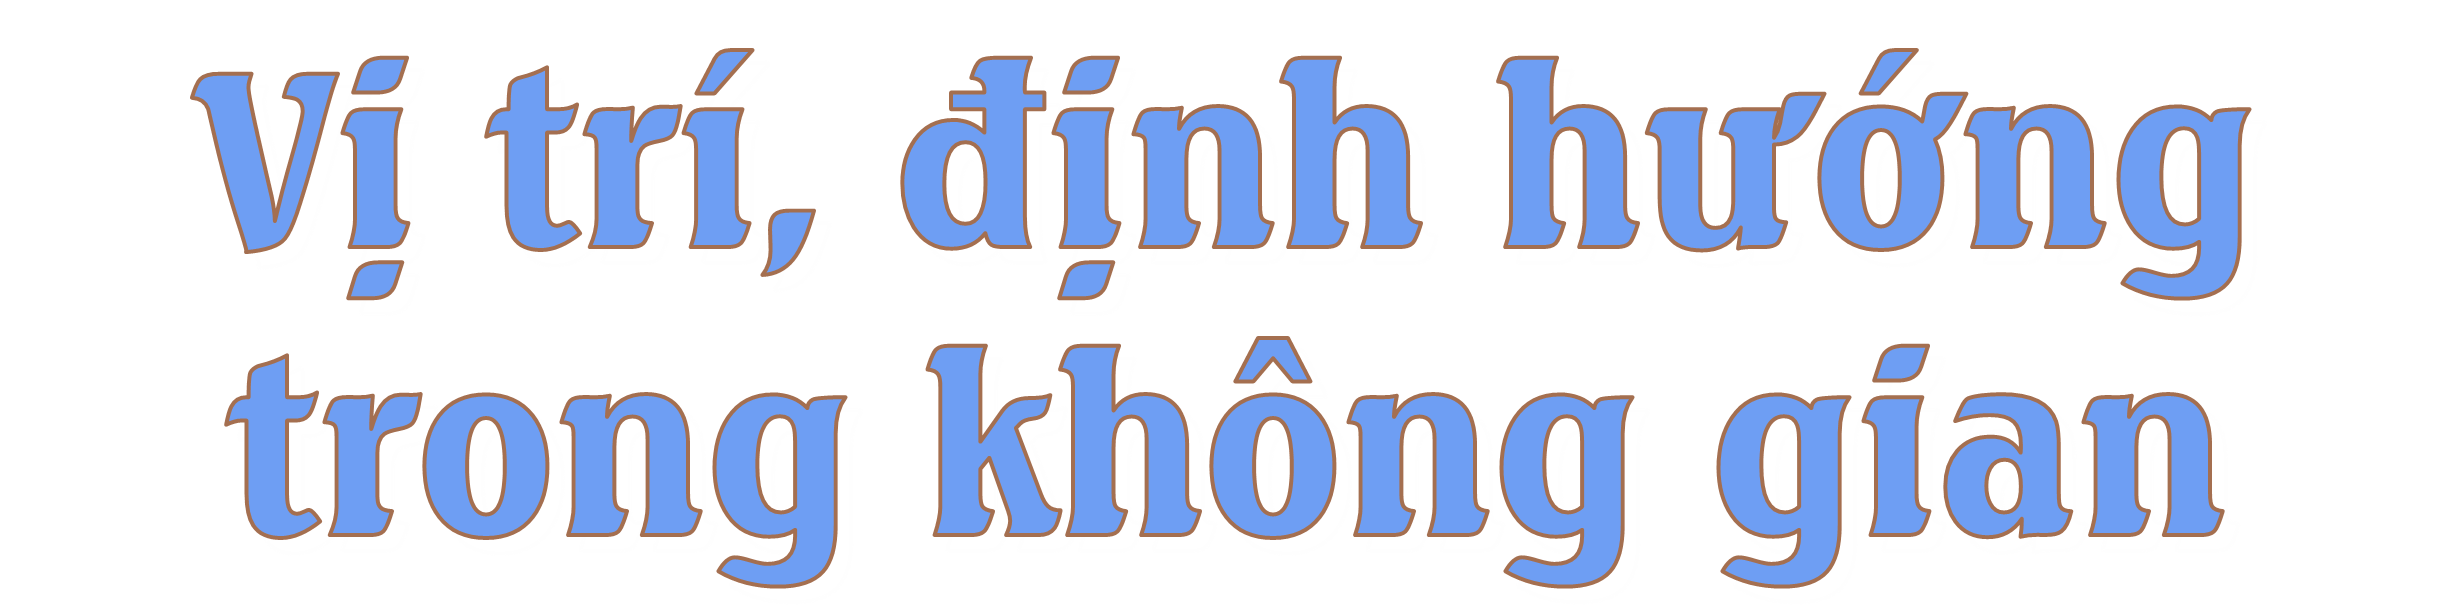 Vị trí, định hướng
trong không gian